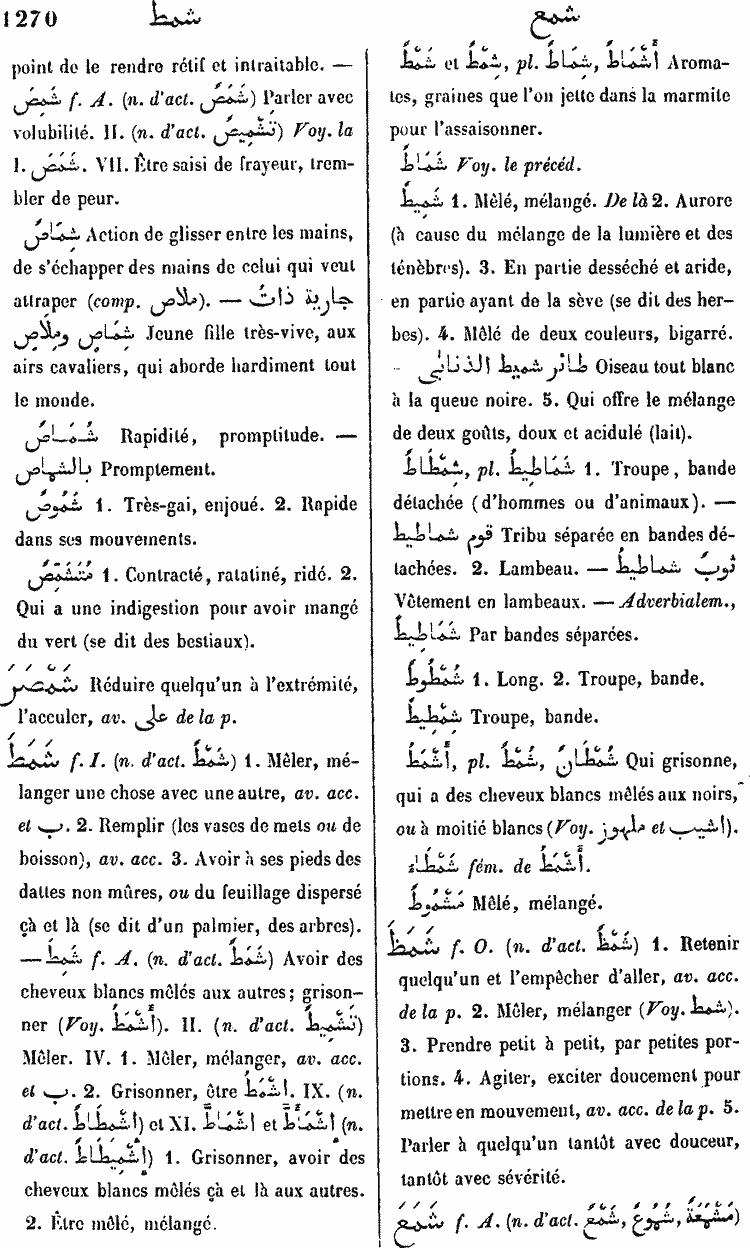 1270 شمط شمع
point de le rendre rétif et intraitable. —
شَمِصَ f. A. (n. d'act. شَمَصٌ) Parler avec
volubilité. II. (n. d'act. تَشْمِيصٌ) Voy. la
I. شَمَصَ. VII. Être saisi de frayeur, trem-
bler de peur.
شِمَاصٌ Action de glisser entre les mains,
de s'échapper des mains de celui qui veut
attraper (comp. ملاص). — جارية ذاتُ
شِمَاصٍ ومِلَاصٍ Jeune fille très-vive, aux
airs cavaliers, qui aborde hardiment tout
le monde.
شُمَاصٌ Rapidité, promptitude. —
بالشماص Promptement.
شَمُوصٌ 1. Très-gai, enjoué. 2. Rapide
dans ses mouvements.
مُتَشَمِّصٌ 1. Contracté, ratatiné, ridé. 2.
Qui a une indigestion pour avoir mangé
du vert (se dit des bestiaux).
شَمْصَرَ Réduire quelqu'un à l'extrémité,
l'acculer, av. على de la p.
شَمَطَ f. I. (n. d'act. شَمْطٌ) 1. Mêler, mé-
langer une chose avec une autre, av. acc.
et ب. 2. Remplir (les vases de mets ou de
boisson), av. acc. 3. Avoir à ses pieds des
dattes non mûres, ou du feuillage dispersé
çà et là (se dit d'un palmier, des arbres).
— شَمِطَ f. A. (n. d'act. شَمَطٌ) Avoir des
cheveux blancs mêlés aux autres; grison-
ner (Voy. أَشْمَطُ). II. (n. d'act. تَشْمِيطٌ)
Mêler. IV. 1. Mêler, mélanger, av. acc.
et ب. 2. Grisonner, être أَشْمَطُ. IX. (n.
d'act. اشْمِطَاطٌ) et XI. اشْمَاطَّ et اشْمَأَطَّ (n.
d'act. اشْمِيطَاطٌ) 1. Grisonner, avoir des
cheveux blancs mêlés çà et là aux autres.
2. Être mêlé, mélangé.
شَمْطٌ et شِمْطٌ, pl. شِمَاطٌ, أَشْمَاطٌ Aroma-
tes, graines que l'on jette dans la marmite
pour l'assaisonner.
شِمَاطٌ Voy. le précéd.
شَمِيطٌ 1. Mêlé, mélangé. De là 2. Aurore
(à cause du mélange de la lumière et des
ténèbres). 3. En partie desséché et aride,
en partie ayant de la sève (se dit des her-
bes). 4. Mêlé de deux couleurs, bigarré.
— طائر شميط الذنابى Oiseau tout blanc
à la queue noire. 5. Qui offre le mélange
de deux goûts, doux et acidulé (lait).
شِمْطَاطٌ, pl. شَمَاطِيطُ 1. Troupe, bande
détachée (d'hommes ou d'animaux). —
قوم شماطيط Tribu séparée en bandes dé-
tachées. 2. Lambeau. — ثوبٌ شماطيطُ
Vêtement en lambeaux. — Adverbialem.,
شَمَاطِيطَ Par bandes séparées.
شُمْطُوطٌ 1. Long. 2. Troupe, bande.
شِمْطِيطٌ Troupe, bande.
أَشْمَطُ, pl. شُمْطٌ, شُمْطَانٌ Qui grisonne,
qui a des cheveux blancs mêlés aux noirs,
ou à moitié blancs (Voy. ملهوز et اشيب).
شَمْطَاءُ fém. de أَشْمَطُ.
مَشْمُوطٌ Mêlé, mélangé.
شَمَظَ f. O. (n. d'act. شَمْظٌ) 1. Retenir
quelqu'un et l'empêcher d'aller, av. acc.
de la p. 2. Mêler, mélanger (Voy. شمط).
3. Prendre petit à petit, par petites por-
tions. 4. Agiter, exciter doucement pour
mettre en mouvement, av. acc. de la p. 5.
Parler à quelqu'un tantôt avec douceur,
tantôt avec sévérité.
شَمَعَ f. A. (n. d'act. شَمْعٌ, شُمُوعٌ, مَشْمَعَةٌ)